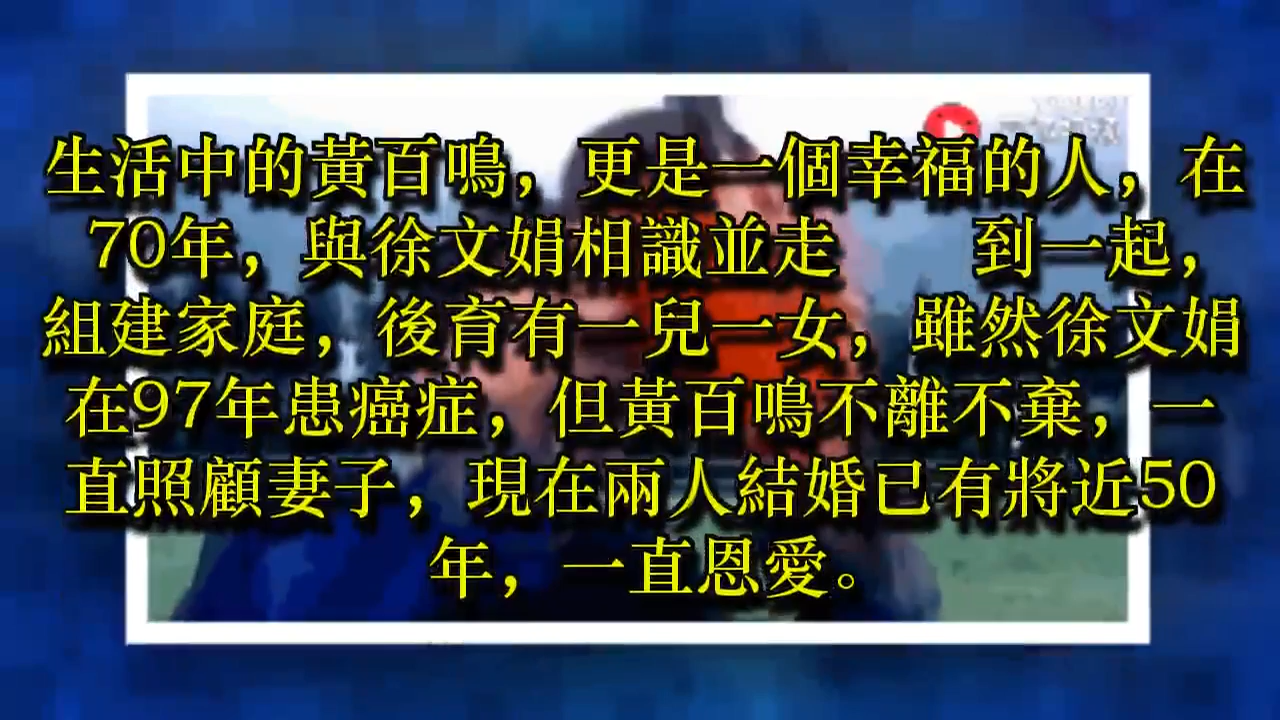 生活中的黃百鳴，更是一個幸福的人，在
70年，與徐文娟相識並走　　到一起，
組建家庭，後育有一兒一女，雖然徐文娟
在97年患癌症，但黃百鳴不離不棄，一
直照顧妻子，現在兩人結婚已有將近50
年，一直恩愛。